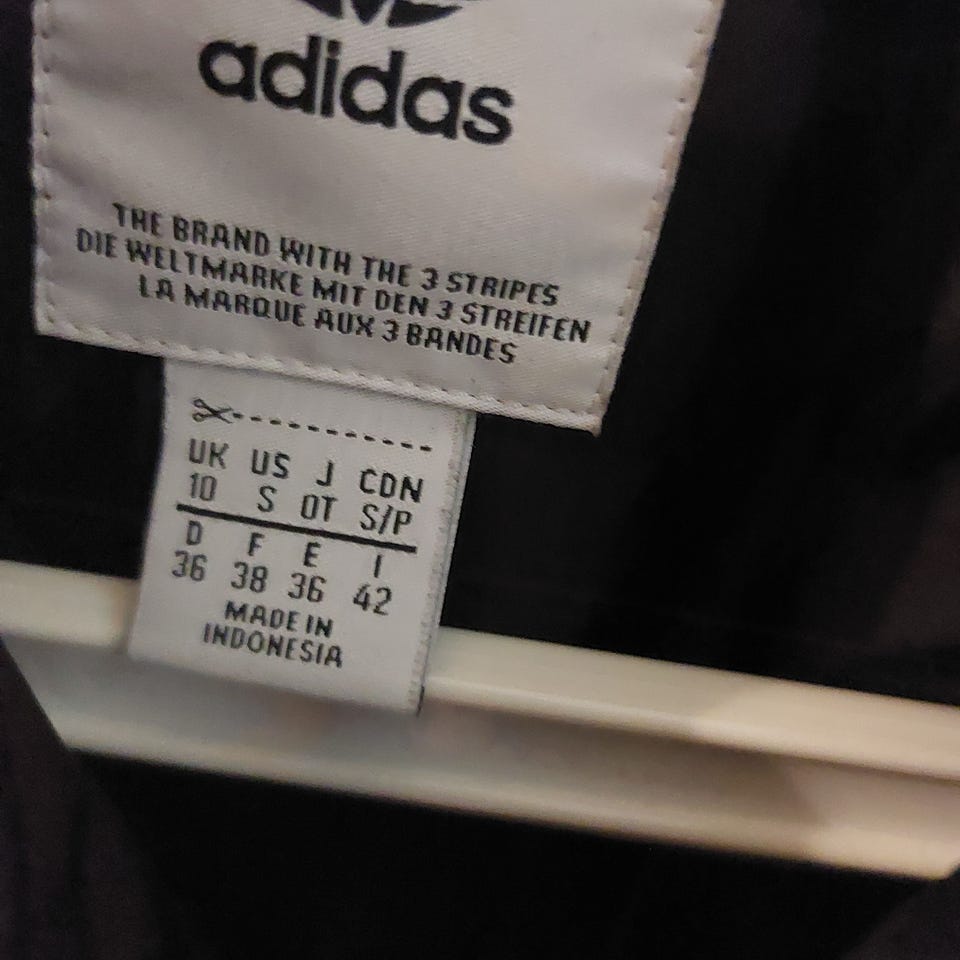 adidas
THE BRAND WITH THE 3 STRIPES
DIE WELTMARKE MIT DEN 3 STREIFEN
LA MARQUE AUX 3 BANDES
UK US J CDN
10 S OT S/P
D F E I
36 38 36 42
MADE IN
INDONESIA